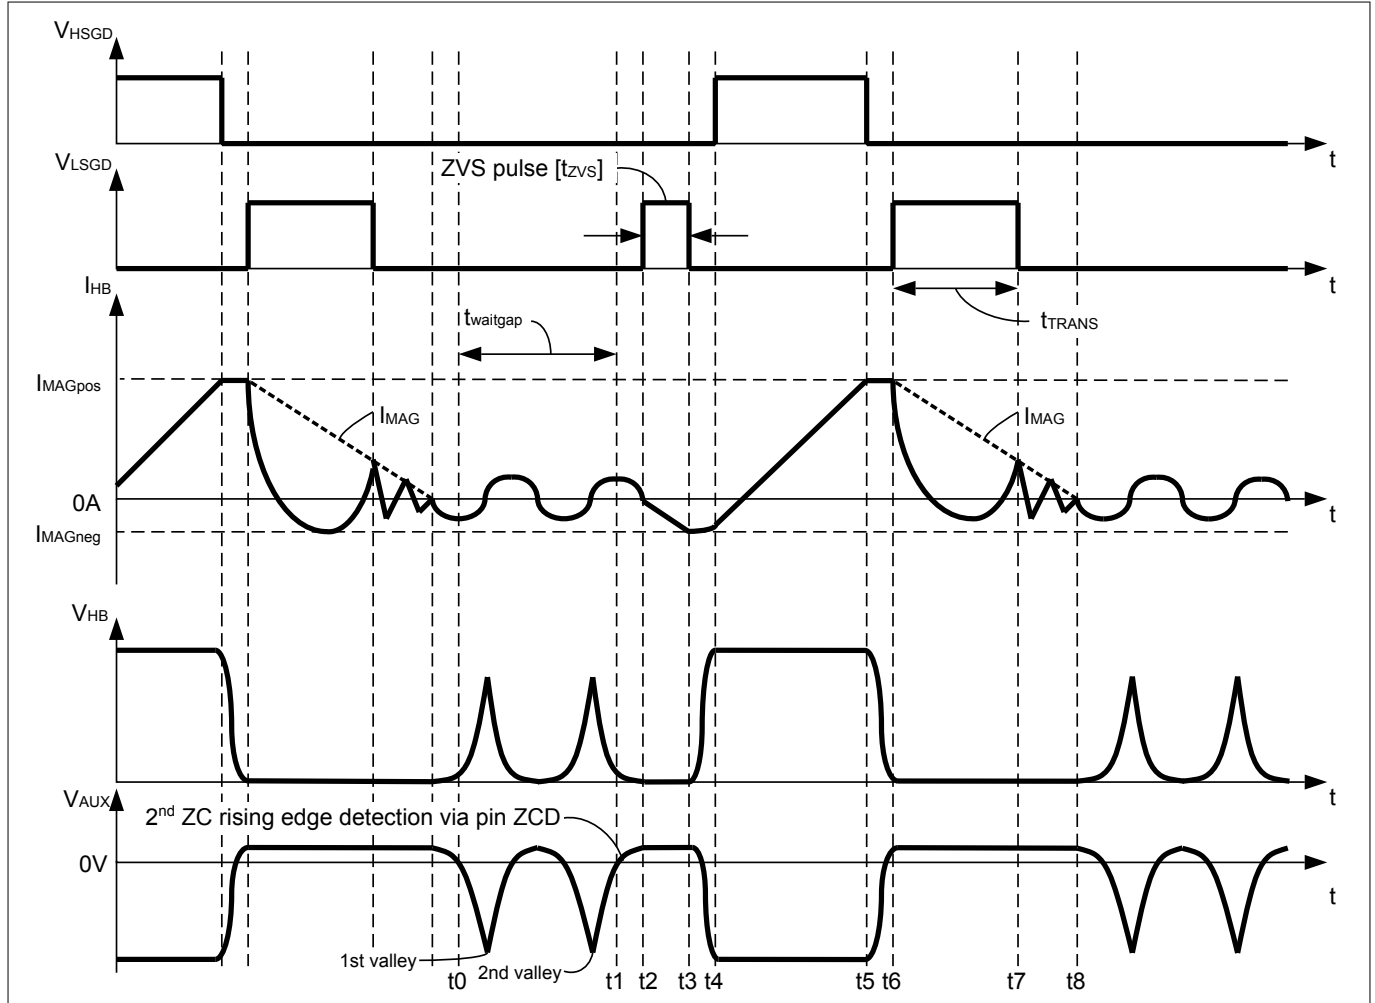 VHSGD
t
VLSGD
ZVS pulse [tZVS]
t
IHB
twaitgap
tTRANS
IMAGpos
IMAG
IMAG
0A
t
IMAGneg
VHB
t
VAUX
2nd ZC rising edge detection via pin ZCD
0V
t
1st valley
2nd valley
t0 t1 t2 t3 t4 t5 t6 t7 t8